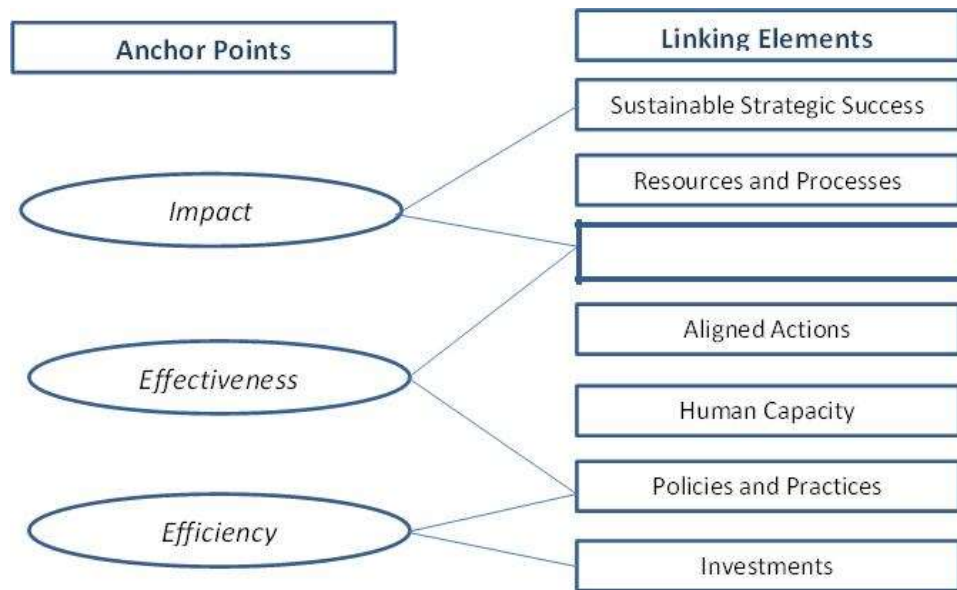 Anchor Points
Linking Elements
Sustainable Strategic Success
Resources and Processes
Impact
Aligned Actions
Effectiveness
Human Capacity
Policies and Practices
Efficiency
Investments